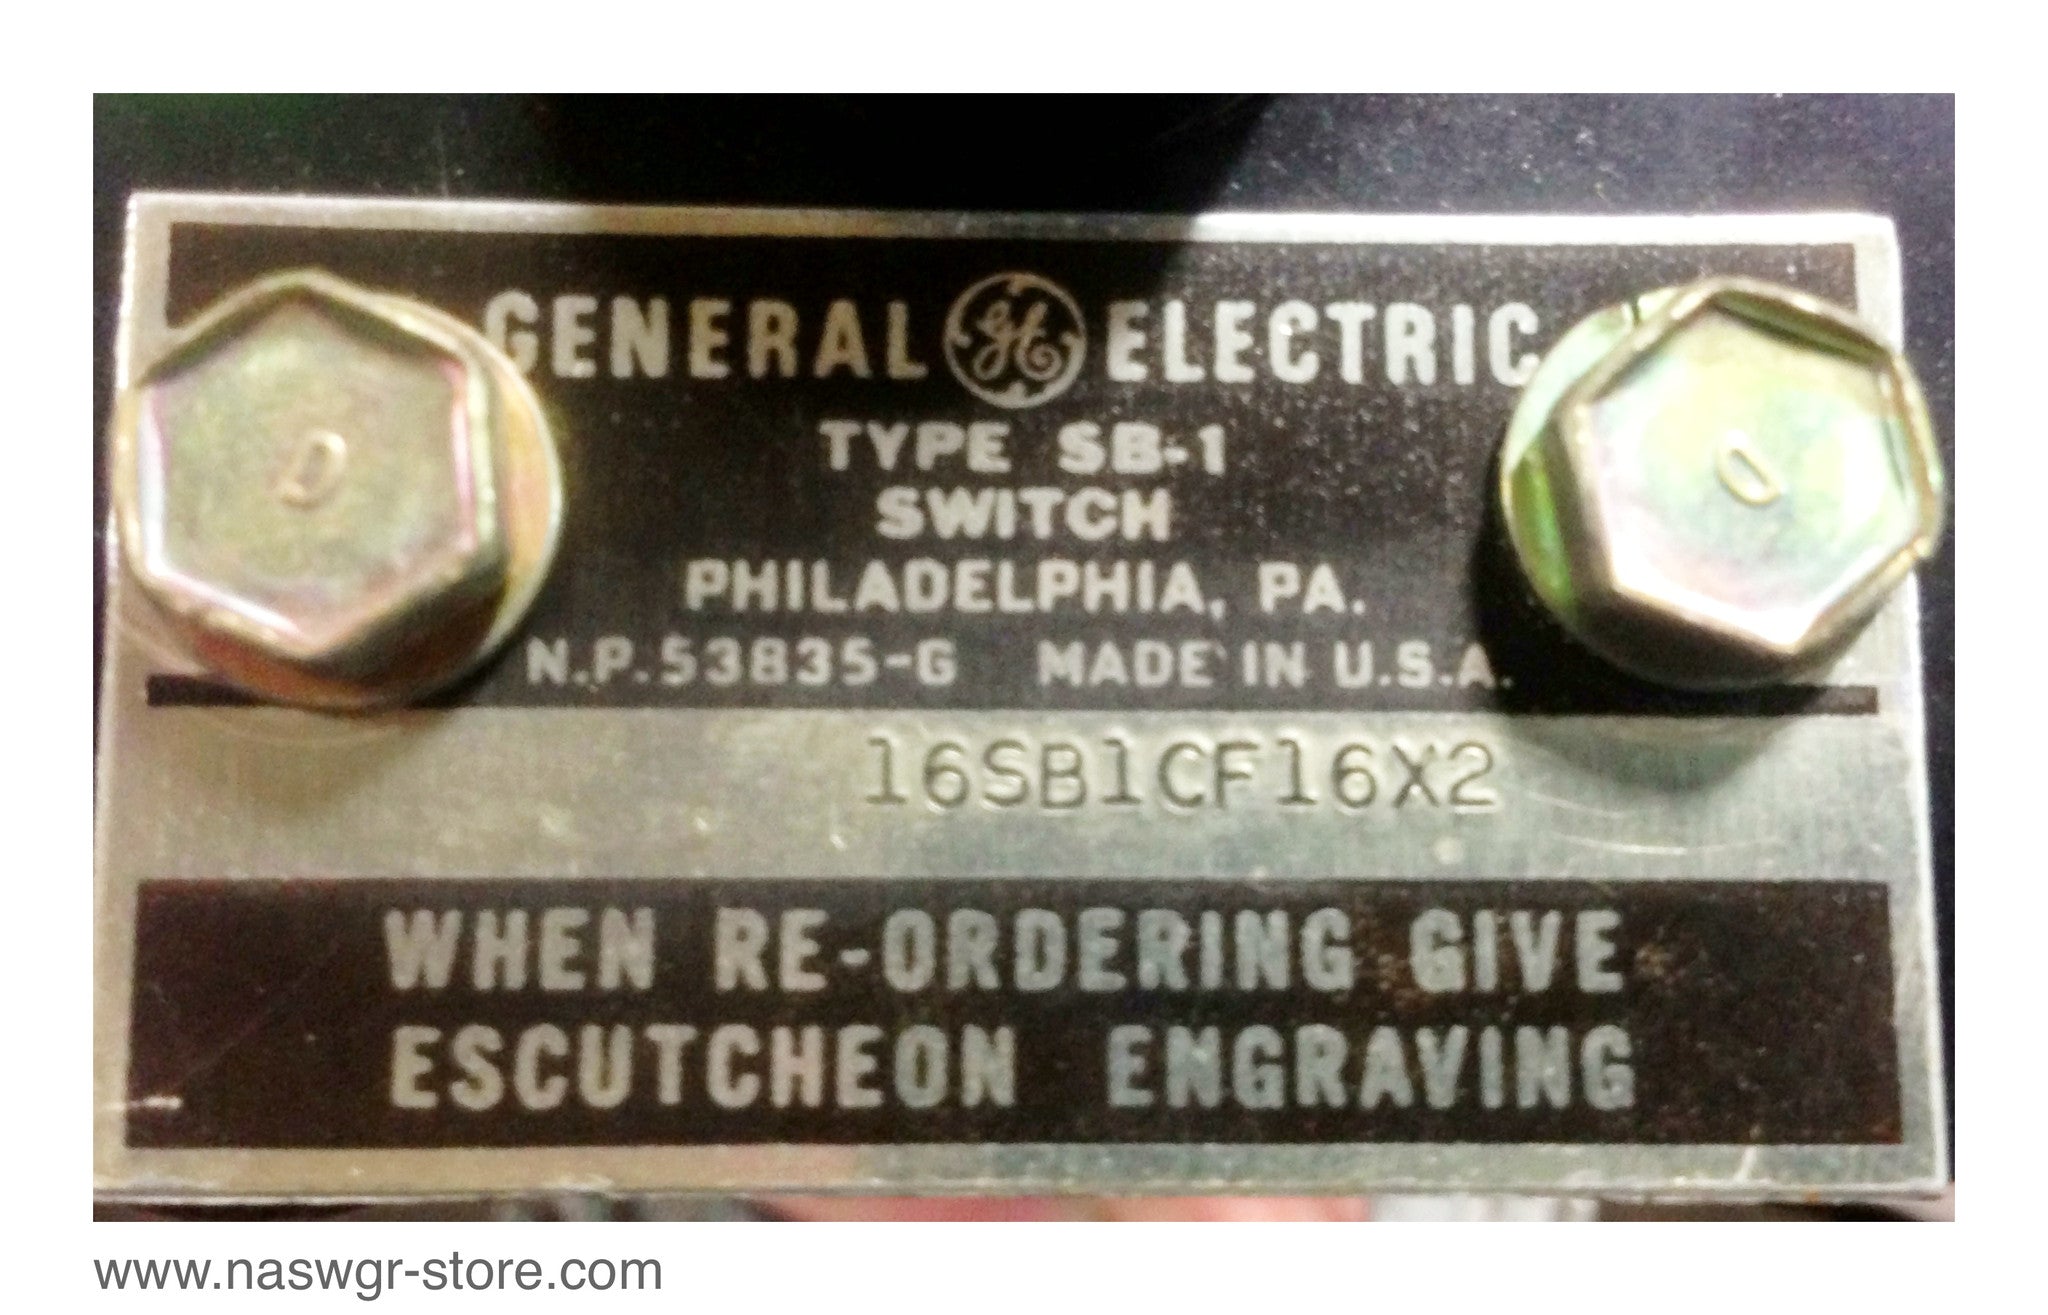 GENERAL GE ELECTRIC
TYPE SB-1
SWITCH
PHILADELPHIA, PA.
N.P.53835-G MADE IN U.S.A.
16SB1CF16X2
WHEN RE-ORDERING GIVE
ESCUTCHEON ENGRAVING
D
D
www.naswgr-store.com